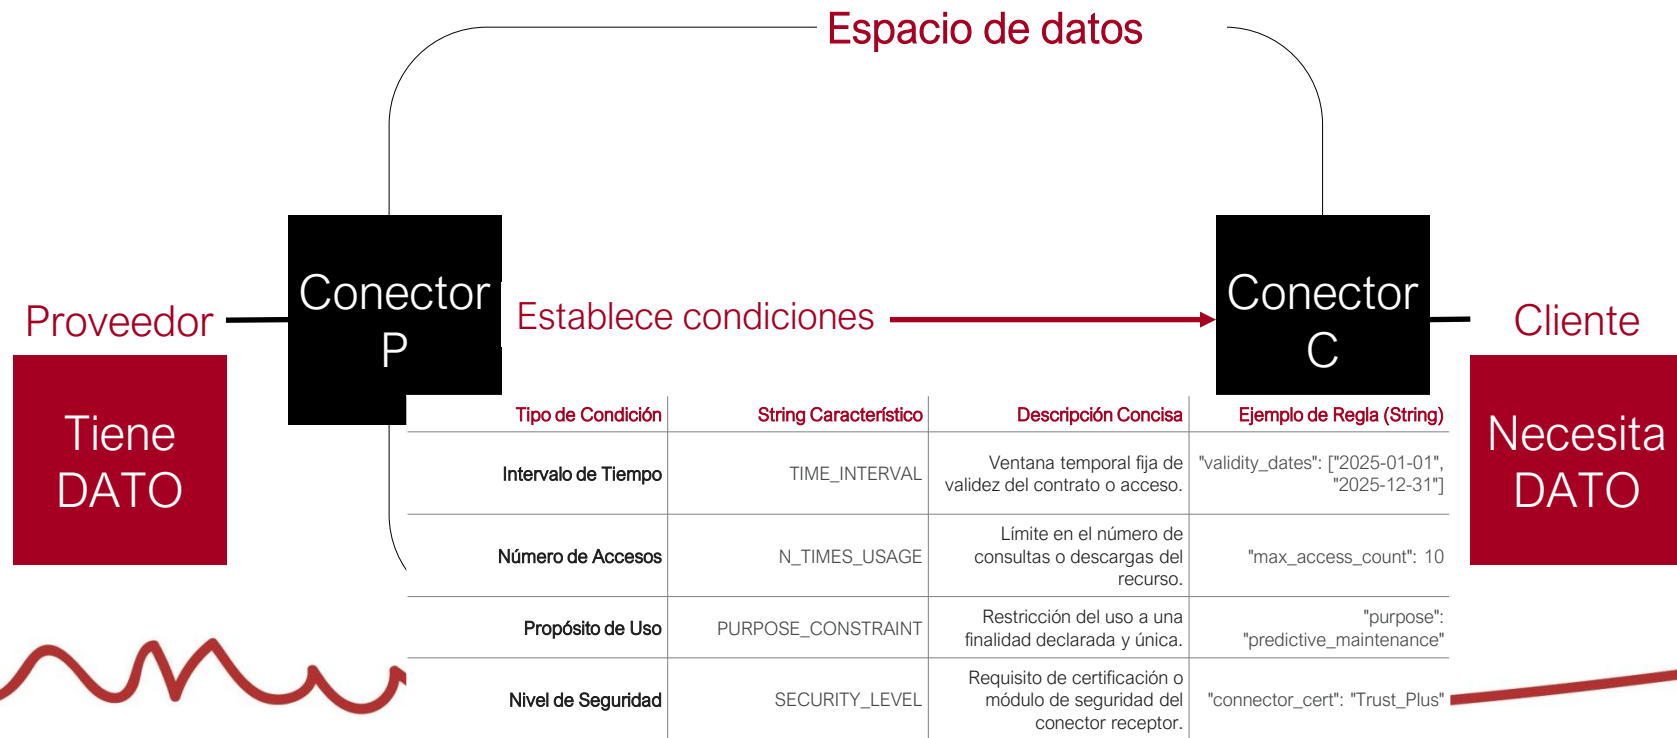 Espacio de datos
Proveedor
Tiene
DATO
Conector
P
Establece condiciones
Conector
C
Cliente
Necesita
DATO
Tipo de Condición
String Característico
Descripción Concisa
Ejemplo de Regla (String)
Intervalo de Tiempo
TIME_INTERVAL
Ventana temporal fija de
validez del contrato o acceso.
"validity_dates": ["2025-01-01",
"2025-12-31"]
Número de Accesos
N_TIMES_USAGE
Límite en el número de
consultas o descargas del
recurso.
"max_access_count": 10
Propósito de Uso
PURPOSE_CONSTRAINT
Restricción del uso a una
finalidad declarada y única.
"purpose":
"predictive_maintenance"
Nivel de Seguridad
SECURITY_LEVEL
Requisito de certificación o
módulo de seguridad del
conector receptor.
"connector_cert": "Trust_Plus"